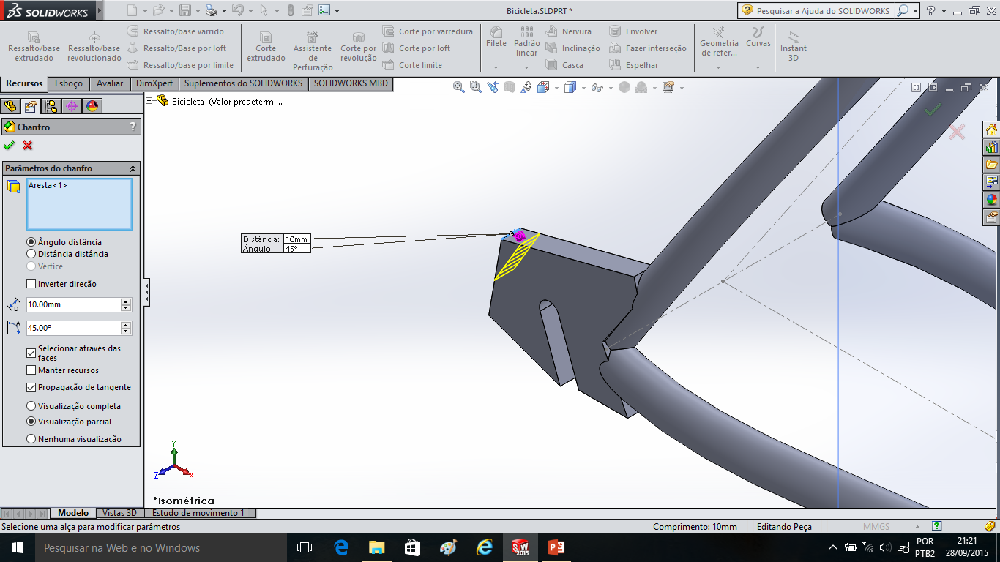 SOLIDWORKS
Bicicleta.SLDPRT *
Pesquisar a Ajuda do SOLIDWORKS
Ressalto/base extrudado
Ressalto/base revolucionado
Ressalto/base varrido
Ressalto/Base por loft
Ressalto/Base por limite
Corte extrudado
Assistente de Perfuração
Corte por revolução
Corte por varredura
Corte por loft
Corte limite
Filete
Padrão linear
Nervura
Inclinação
Casca
Envolver
Fazer interseção
Espelhar
Geometria de refer...
Curvas
Instant 3D
Recursos
Esboço
Avaliar
DimXpert
Suplementos do SOLIDWORKS
SOLIDWORKS MBD
Bicicleta (Valor predetermi...
Chanfro
?
Parâmetros do chanfro
Aresta<1>
Ângulo distância
Distância distância
Vértice
Inverter direção
D
10.00mm
A
45.00°
Selecionar através das
faces
Manter recursos
Propagação de tangente
Visualização completa
Visualização parcial
Nenhuma visualização
Distância: 10mm
Ângulo: 45°
Y
Z
X
*Isométrica
Modelo
Vistas 3D
Estudo de movimento 1
Selecione uma alça para modificar parâmetros
Comprimento: 10mm
Editando Peça
MMGS
Pesquisar na Web e no Windows
SW
2015
POR
PTB2
21:21
28/09/2015